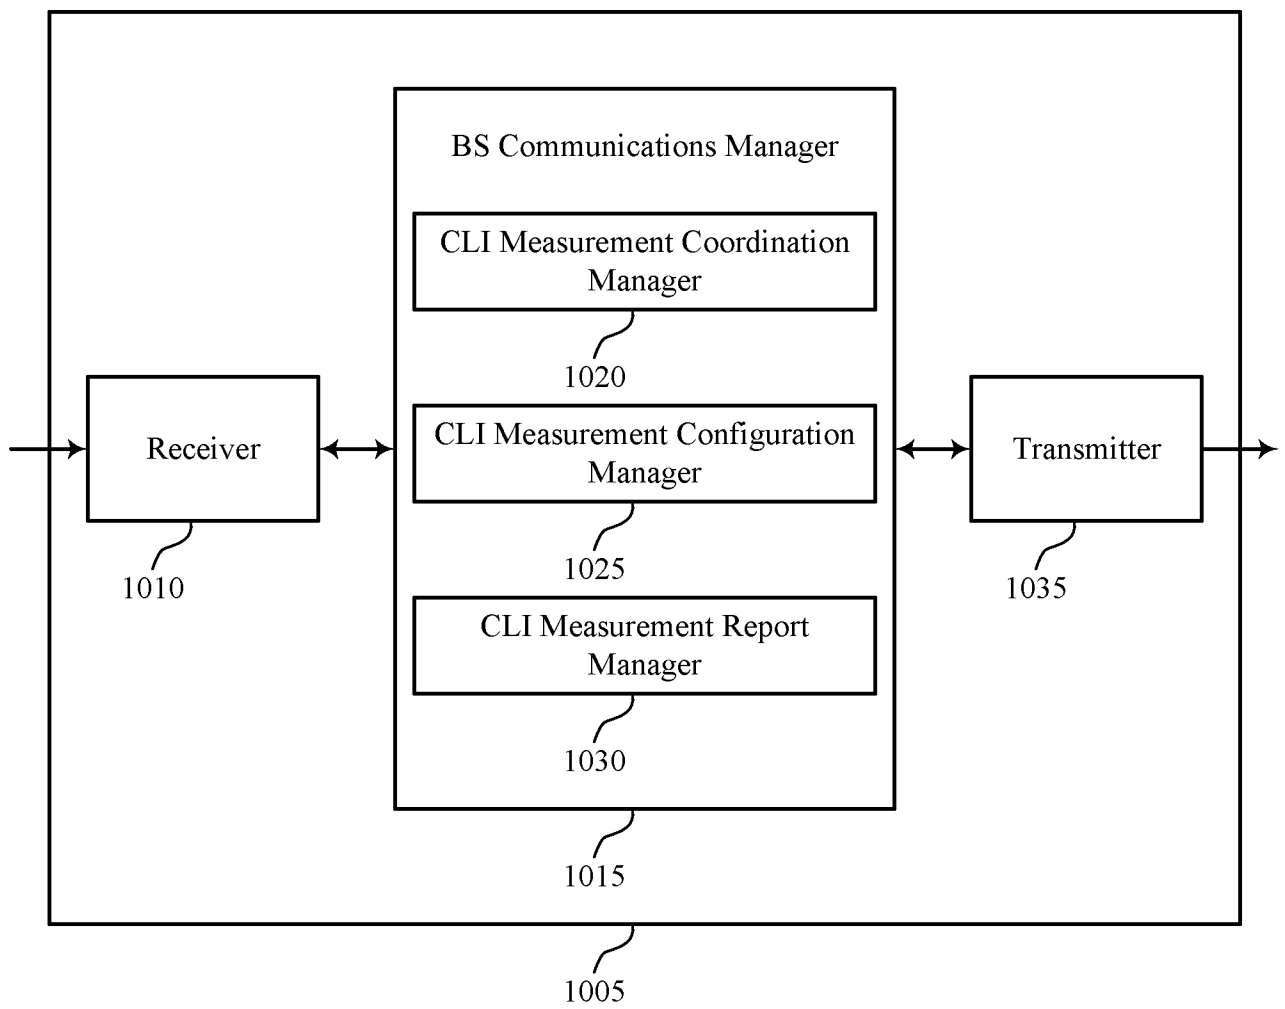 BS Communications Manager
CLI Measurement Coordination
Manager
1020
Receiver
1010
CLI Measurement Configuration
Manager
1025
Transmitter
1035
CLI Measurement Report
Manager
1030
1015
1005